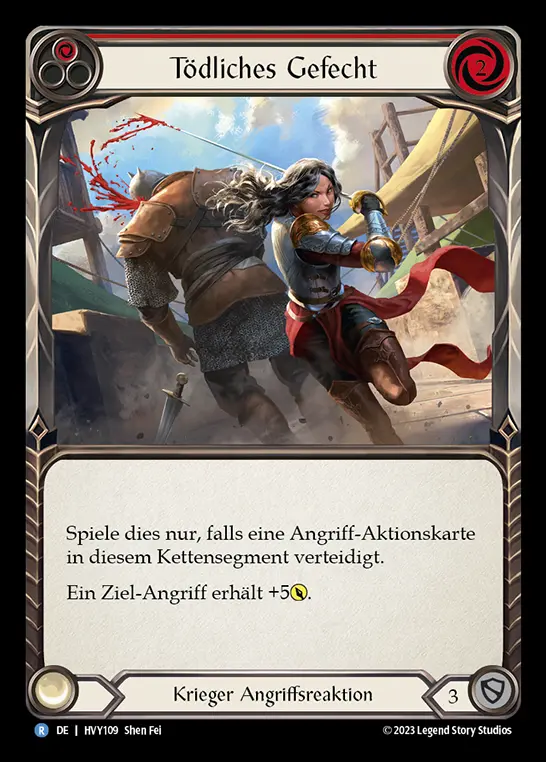 Tödliches Gefecht
2
Spiele dies nur, falls eine Angriff-Aktionskarte
in diesem Kettensegment verteidigt.
Ein Ziel-Angriff erhält +5.
Krieger Angriffsreaktion
3
R DE | HVY109 Shen Fei
© 2023 Legend Story Studios